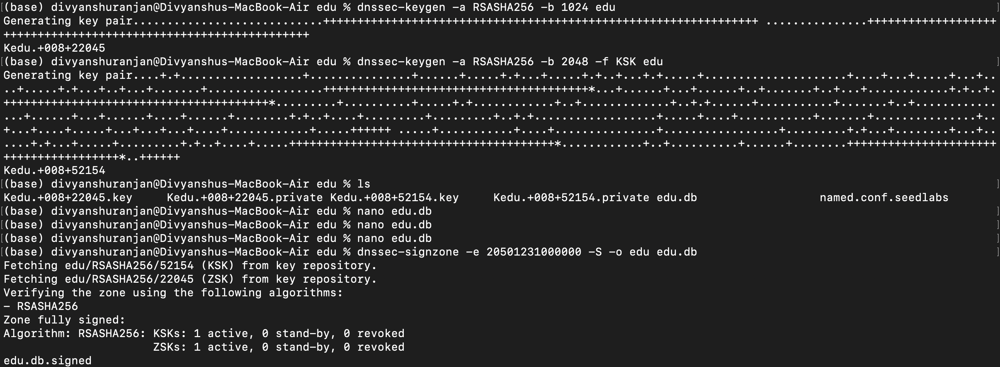 (base) divyanshuranjan@Divyanshus-MacBook-Air edu % dnssec-keygen -a RSASHA256 -b 1024 edu
Generating key pair............................++++++++++++++++++++++++++++++++++++++++++++++++++++++++++++++++ ...............+++++++++++++++++++
+++++++++++++++++++++++++++++++++++++++++++++
Kedu.+008+22045
(base) divyanshuranjan@Divyanshus-MacBook-Air edu % dnssec-keygen -a RSASHA256 -b 2048 -f KSK edu
Generating key pair....+.+..................+...............+......+.....+.+...+.....+.+..+...+.+.....+.....................+....+...+.....+...+..
..+.....+.+...+..+...+.......+.................+++++++++++++++++++++++++++++++++++++++*...+......+...+......+..+.......+..+...+............+.+..+.
+++++++++++++++++++++++++++++++++++++++*.........+..........+.....+.+............+..+.............+..+.+......+...........+.......+..+............
...+......+...+......+....+......+........+.+..+....+.........+.........+..+.+..................+.....+....+...........+.......+...............+..
+...+....+.....+...+...+...+....+............+.....++++++ .....+...........+....+...............+.................+.........+.+...+........+...+..
....+.+...+.....+.........+.+..+....+.....+++++++++++++++++++++++++++++++++++++++*............+..+..........+......+........++++++++++++++++++++++
+++++++++++++++++*..++++++
Kedu.+008+52154
(base) divyanshuranjan@Divyanshus-MacBook-Air edu % ls
Kedu.+008+22045.key     Kedu.+008+22045.private Kedu.+008+52154.key     Kedu.+008+52154.private edu.db                  named.conf.seedlabs
(base) divyanshuranjan@Divyanshus-MacBook-Air edu % nano edu.db
(base) divyanshuranjan@Divyanshus-MacBook-Air edu % nano edu.db
(base) divyanshuranjan@Divyanshus-MacBook-Air edu % nano edu.db
(base) divyanshuranjan@Divyanshus-MacBook-Air edu % dnssec-signzone -e 20501231000000 -S -o edu edu.db
Fetching edu/RSASHA256/52154 (KSK) from key repository.
Fetching edu/RSASHA256/22045 (ZSK) from key repository.
Verifying the zone using the following algorithms:
- RSASHA256
Zone fully signed:
Algorithm: RSASHA256: KSKs: 1 active, 0 stand-by, 0 revoked
                      ZSKs: 1 active, 0 stand-by, 0 revoked
edu.db.signed